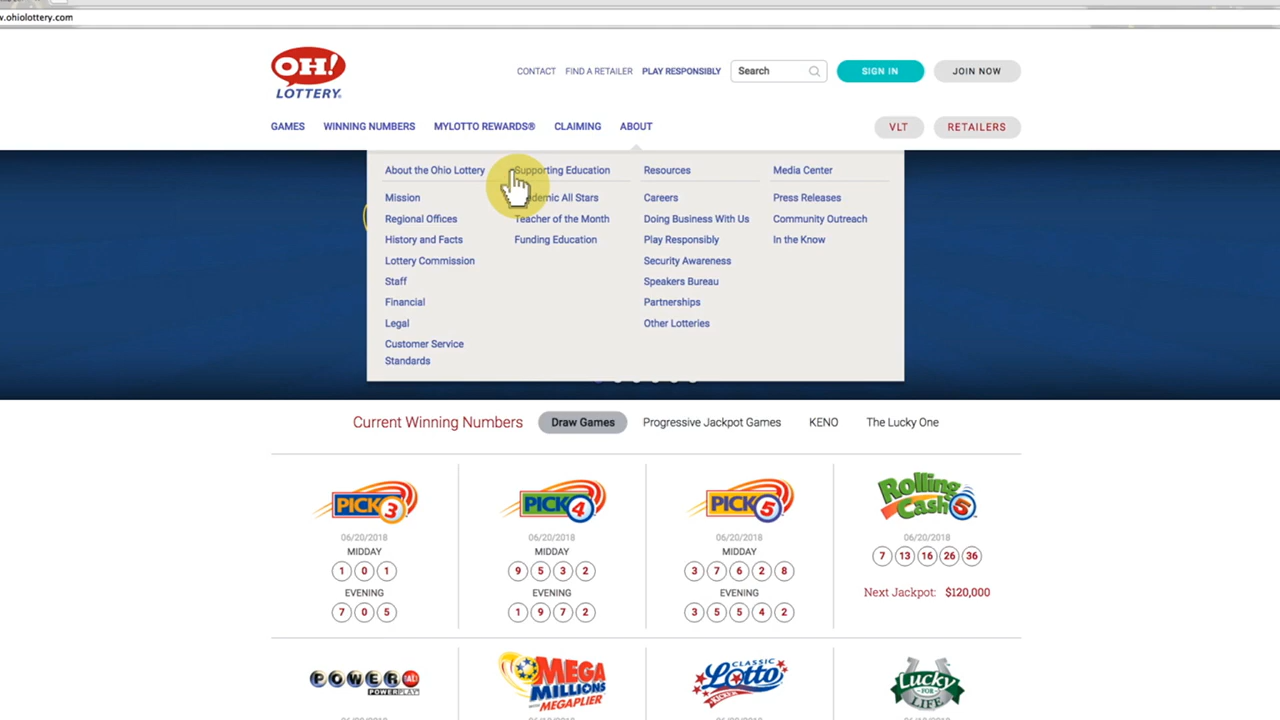 w.ohiolottery.com
OH!
LOTTERY.
CONTACT FIND A RETAILER PLAY RESPONSIBLY Search SIGN IN JOIN NOW
GAMES WINNING NUMBERS MYLOTTO REWARDS® CLAIMING ABOUT VLT RETAILERS
About the Ohio Lottery
Mission
Regional Offices
History and Facts
Lottery Commission
Staff
Financial
Legal
Customer Service
Standards
Supporting Education
All Stars
Teacher of the Month
Funding Education
Resources
Careers
Doing Business With Us
Play Responsibly
Security Awareness
Speakers Bureau
Partnerships
Other Lotteries
Media Center
Press Releases
Community Outreach
In the Know
Current Winning Numbers Draw Games Progressive Jackpot Games KENO The Lucky One
PICK 3
06/20/2018
MIDDAY
1 0 1
EVENING
7 0 5
PICK 4
06/20/2018
MIDDAY
9 5 3 2
EVENING
1 9 7 2
PICK 5
06/20/2018
MIDDAY
3 7 6 2 8
EVENING
3 5 5 4 2
Rolling
Cash 5
06/20/2018
7 13 16 26 36
Next Jackpot: $120,000
POWERBALL
POWERPLAY
MEGA
MILLIONS
MEGAPLIER
CLASSIC
Lotto
KICKER
LUCKY
FOR
LIFE